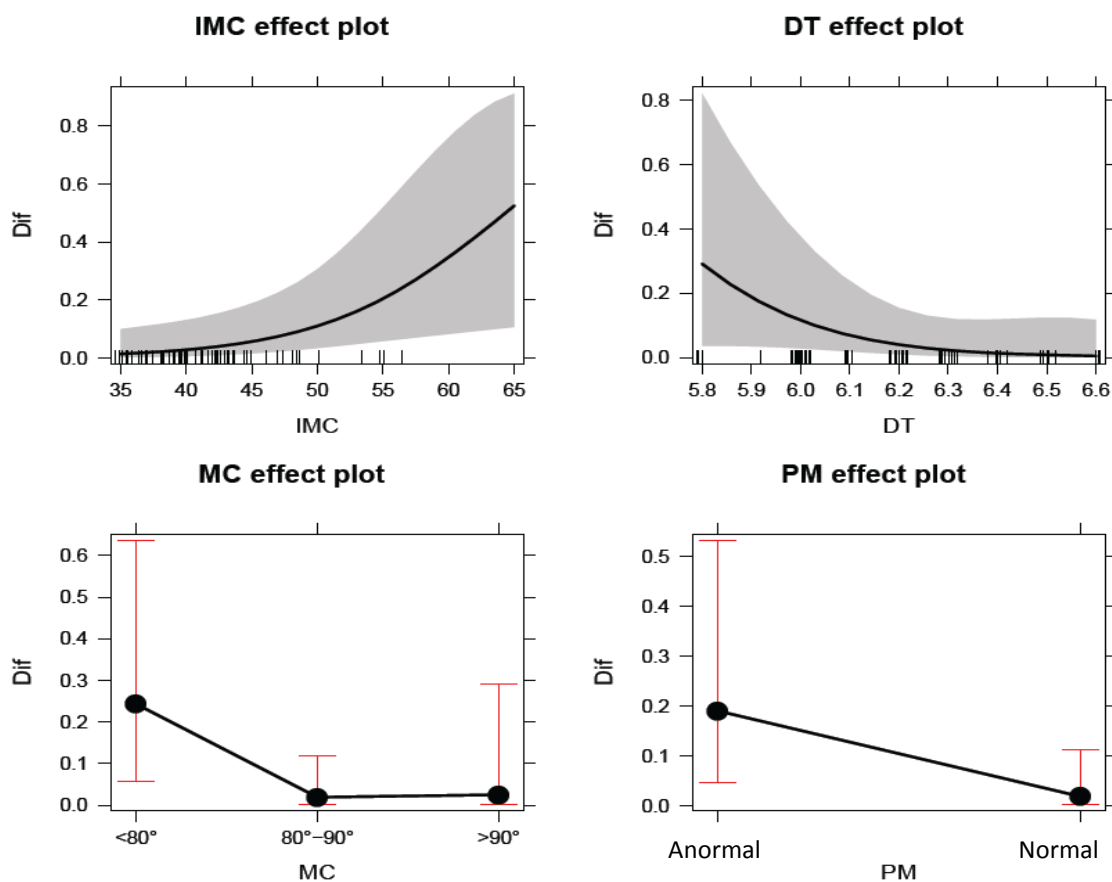 IMC effect plot
Dif
0.8
0.6
0.4
0.2
0.0
35 40 45 50 55 60 65
IMC
DT effect plot
Dif
0.8
0.6
0.4
0.2
0.0
5.8 5.9 6.0 6.1 6.2 6.3 6.4 6.5 6.6
DT
MC effect plot
Dif
0.6
0.5
0.4
0.3
0.2
0.1
0.0
<80° 80°−90° >90°
MC
PM effect plot
Dif
0.5
0.4
0.3
0.2
0.1
0.0
Anormal Normal
PM